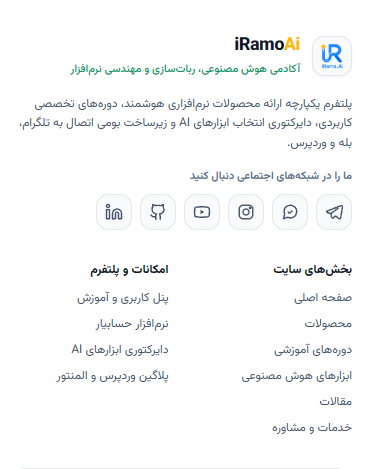 iRamoAi
iRamo.Ai
آکادمی هوش مصنوعی، ربات‌سازی و مهندسی نرم‌افزار
پلتفرم یکپارچه ارائه محصولات نرم‌افزاری هوشمند، دوره‌های تخصصی
کاربردی، دایرکتوری انتخاب ابزارهای AI و زیرساخت بومی اتصال به تلگرام،
بله و وردپرس.
ما را در شبکه‌های اجتماعی دنبال کنید
بخش‌های سایت
صفحه اصلی
محصولات
دوره‌های آموزشی
ابزارهای هوش مصنوعی
مقالات
خدمات و مشاوره
امکانات و پلتفرم
پنل کاربری و آموزش
نرم‌افزار حسابیار
دایرکتوری ابزارهای AI
پلاگین وردپرس و المنتور